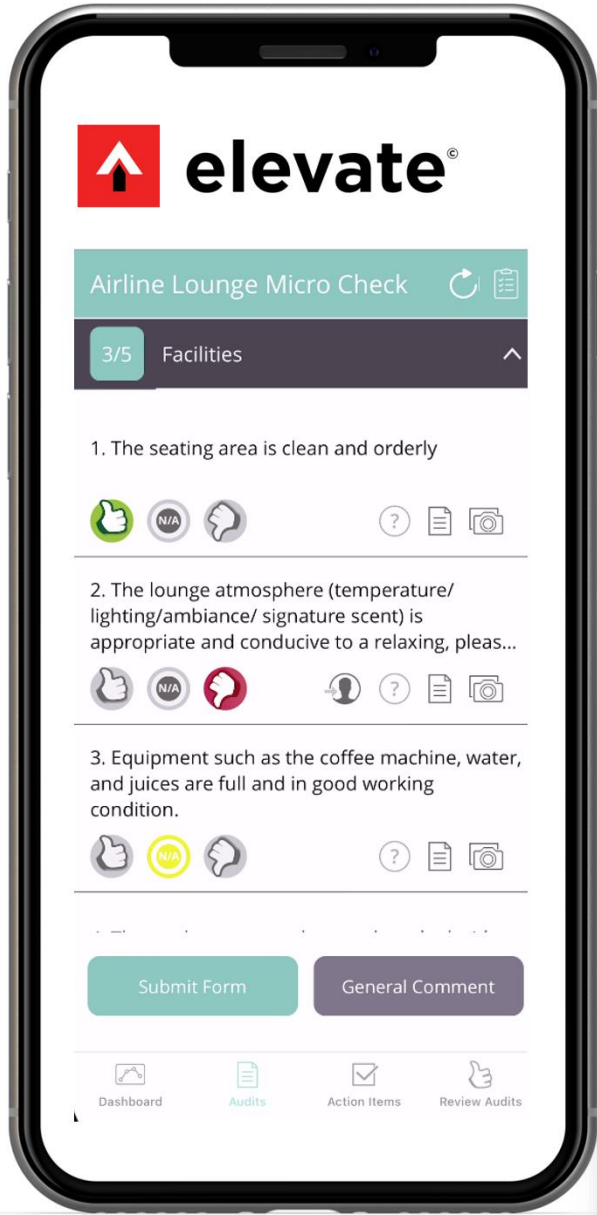 elevate©
Airline Lounge Micro Check
3/5 Facilities
1. The seating area is clean and orderly
N/A
?
2. The lounge atmosphere (temperature/
lighting/ambiance/ signature scent) is
appropriate and conducive to a relaxing, pleas...
N/A
?
3. Equipment such as the coffee machine, water,
and juices are full and in good working
condition.
N/A
?
Submit Form
General Comment
Dashboard
Audits
Action Items
Review Audits